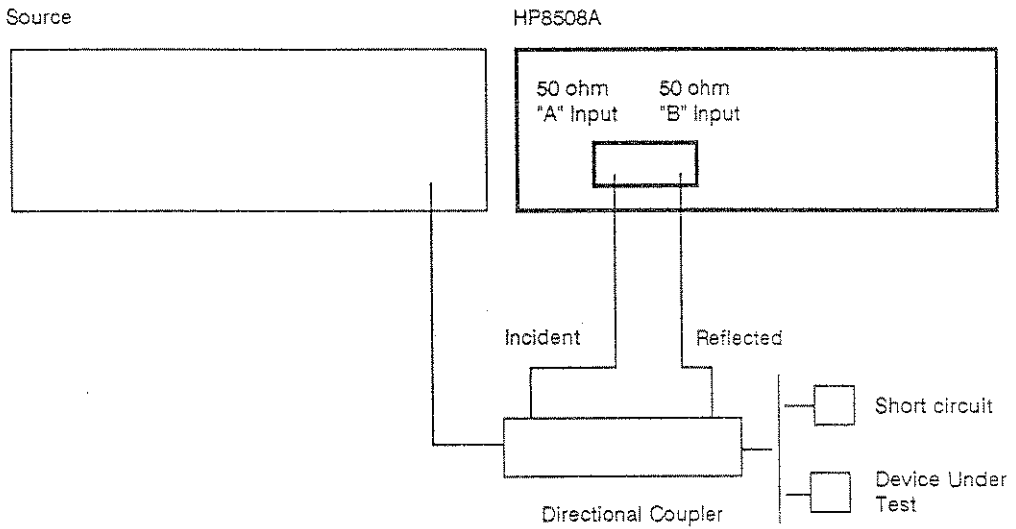 Source
HP8508A
50 ohm
"A" Input
50 ohm
"B" Input
Incident
Reflected
Short circuit
Device Under
Test
Directional Coupler